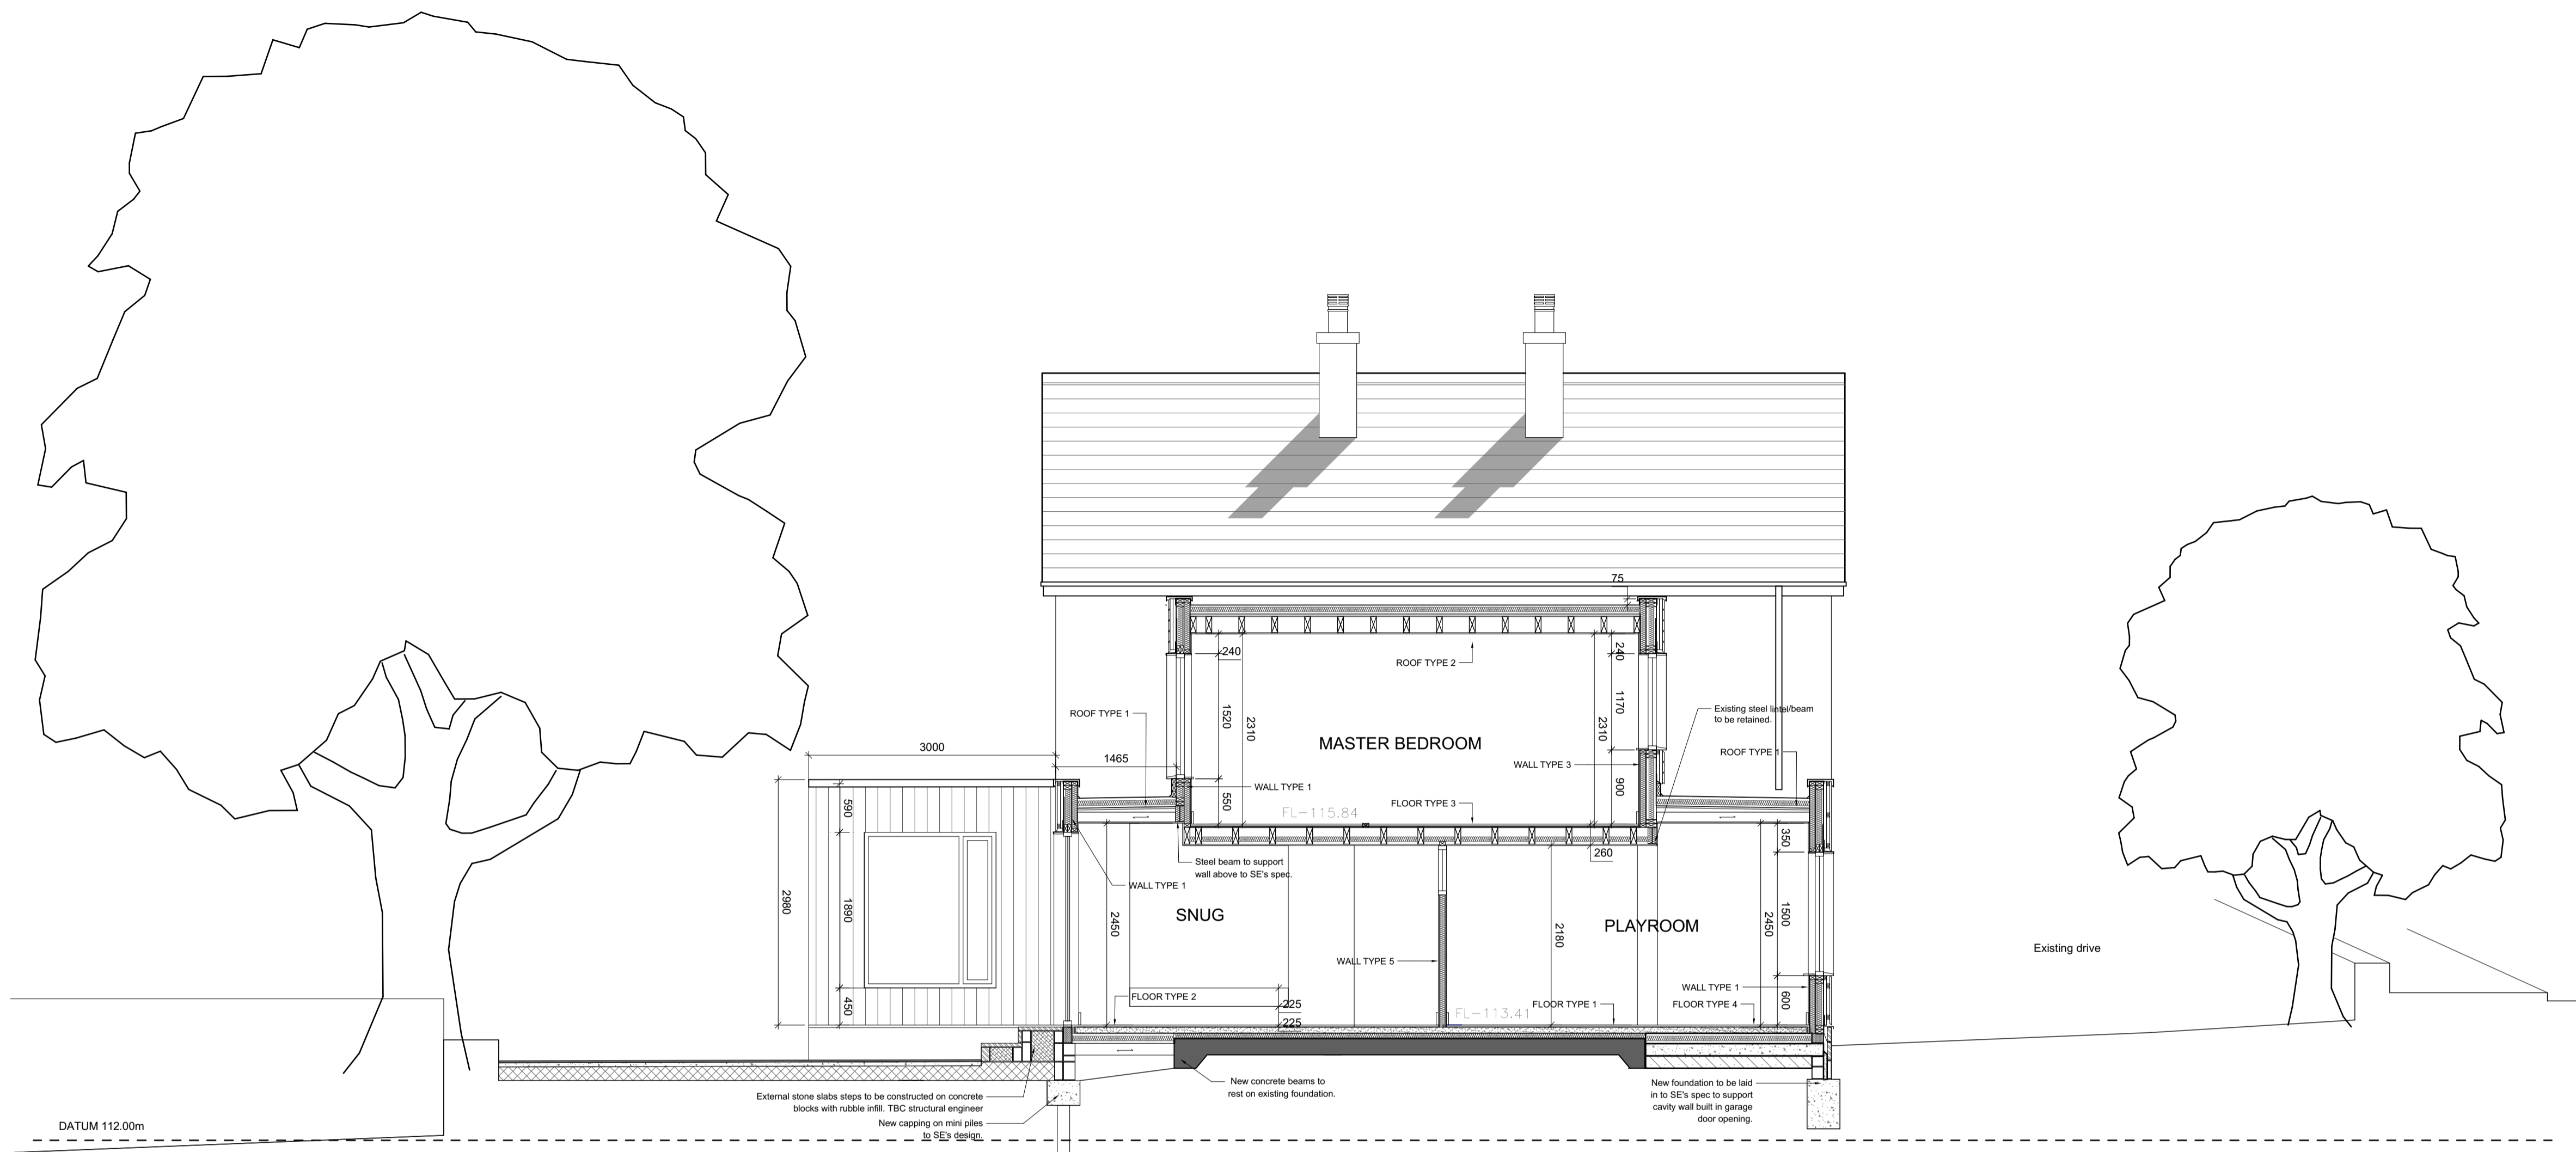 75
240
ROOF TYPE 2
240
1520
2310
2310
1170
ROOF TYPE 1
Existing steel lintel/beam
to be retained.
3000
MASTER BEDROOM
1465
ROOF TYPE 1
WALL TYPE 3
WALL TYPE 1
900
550
590
FLOOR TYPE 3
FL-115.84
350
260
Steel beam to support
wall above to SE's spec.
WALL TYPE 1
2980
1890
2450
SNUG
2180
PLAYROOM
2450
1500
Existing drive
WALL TYPE 5
WALL TYPE 1
FLOOR TYPE 2
225
FLOOR TYPE 1
FLOOR TYPE 4
600
450
FL-113.41
225
New concrete beams to
rest on existing foundation.
New foundation to be laid
in to SE's spec to support
cavity wall built in garage
door opening.
External stone slabs steps to be constructed on concrete
blocks with rubble infill. TBC structural engineer
New capping on mini piles
to SE's design.
DATUM 112.00m